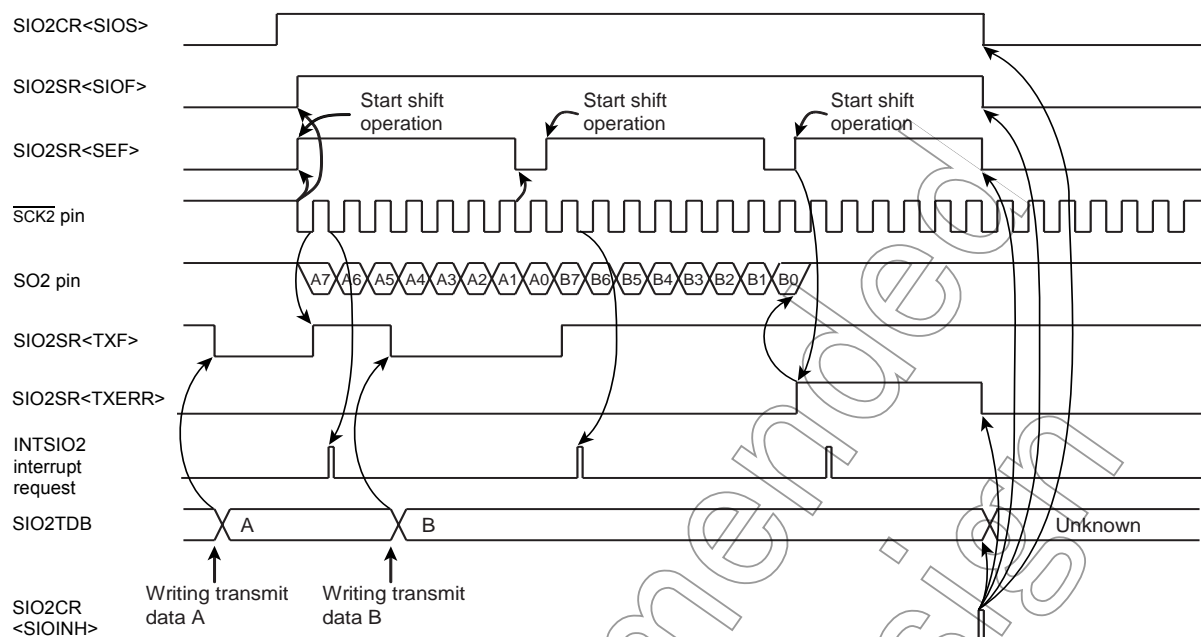 SIO2CR<SIOS>
SIO2SR<SIOF>
Start shift
operation
Start shift
operation
Start shift
operation
SIO2SR<SEF>
SCK2 pin
SO2 pin
A7 A6 A5 A4 A3 A2 A1 A0 B7 B6 B5 B4 B3 B2 B1 B0
SIO2SR<TXF>
SIO2SR<TXERR>
INTSIO2
interrupt
request
SIO2TDB
A
B
Unknown
Writing transmit
data A
Writing transmit
data B
SIO2CR
<SIOINH>
mended
sign